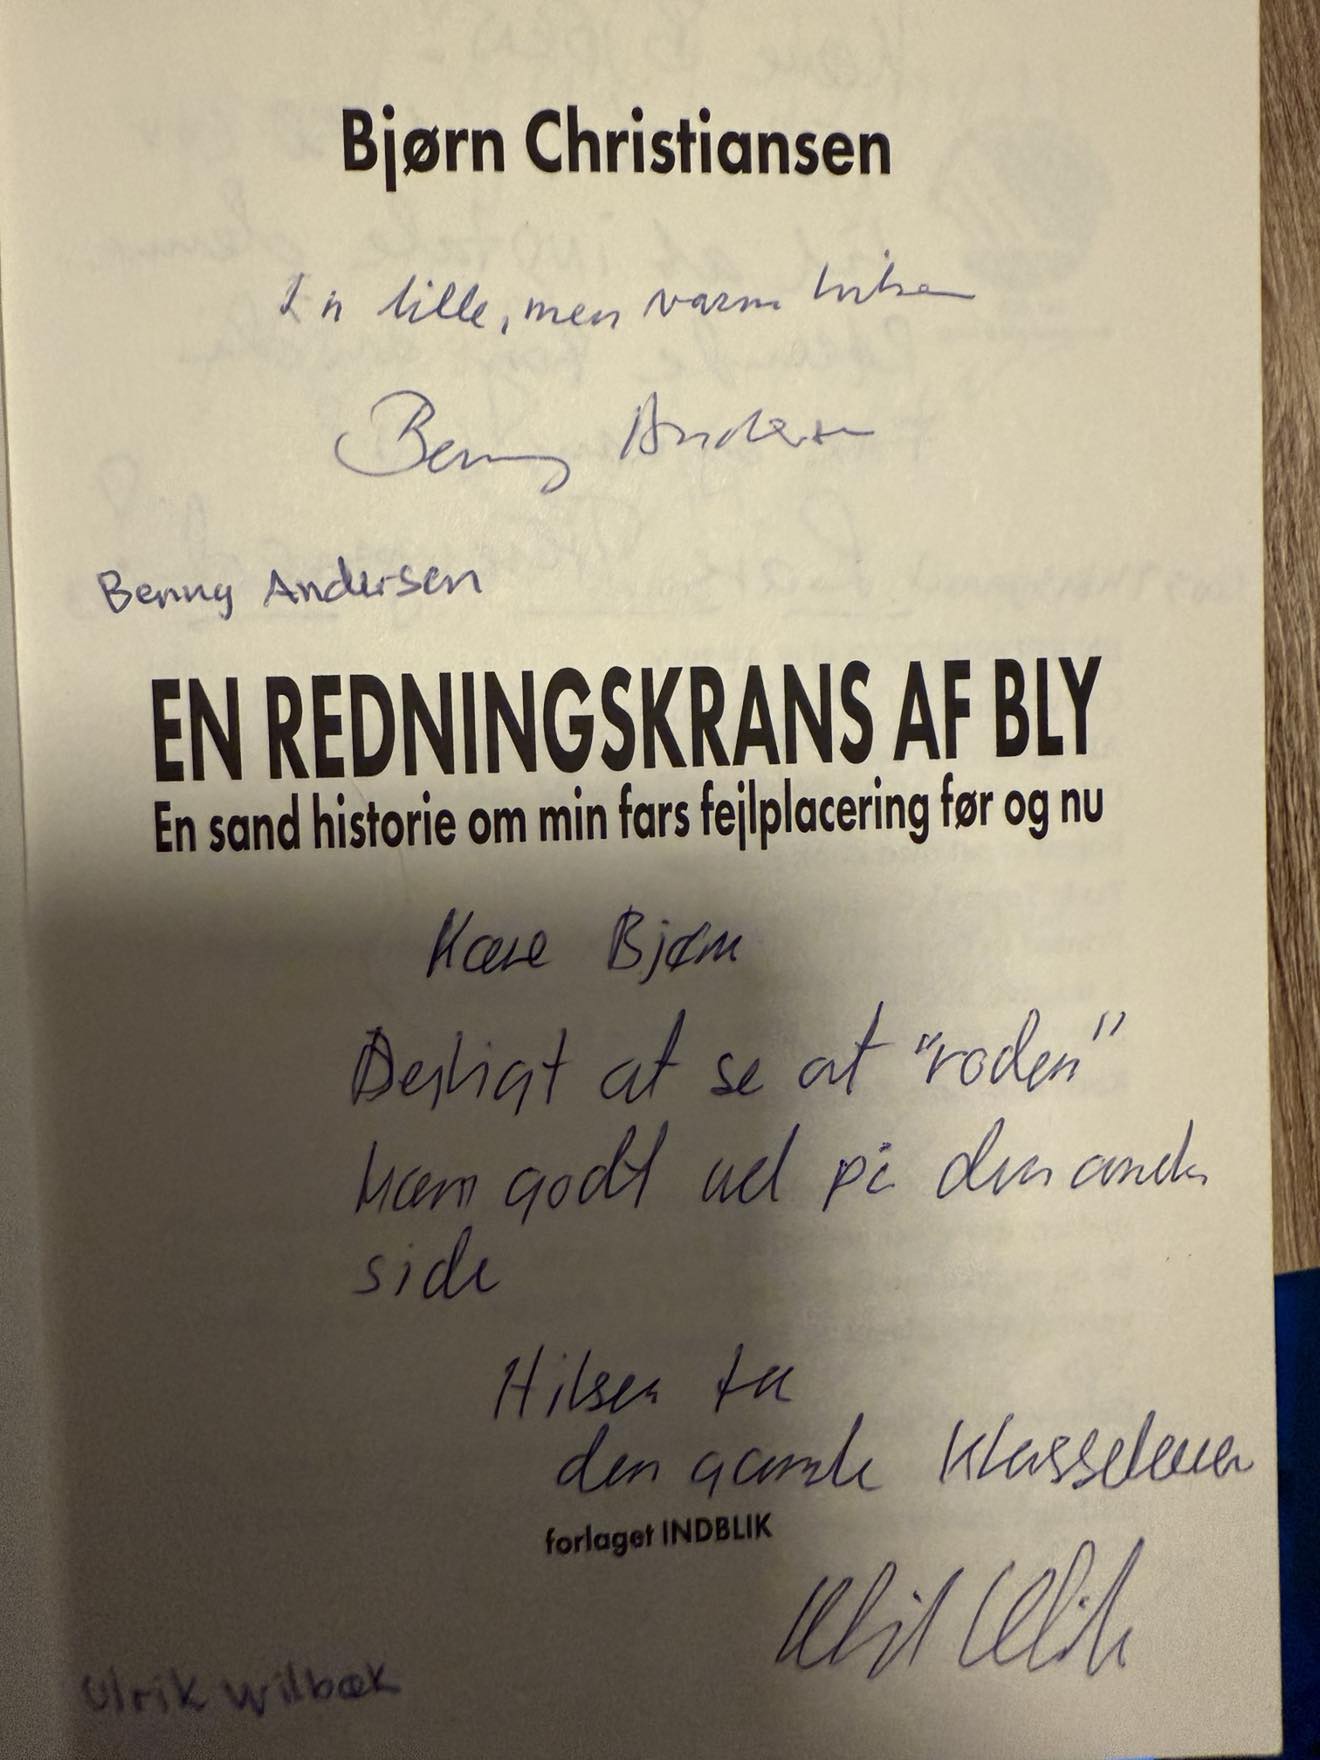 Bjørn Christiansen
En lille, men varm hilsen
Benny Andersen
Benny Andersen
EN REDNINGSKRANS AF BLY
En sand historie om min fars fejlplacering før og nu
Kære Bjørn
Dejligt at se at "roden"
kom godt ud på den anden
side
Hilsen fra
den gamle klasselærer
forlaget INDBLIK
Ulrik Wilbæk